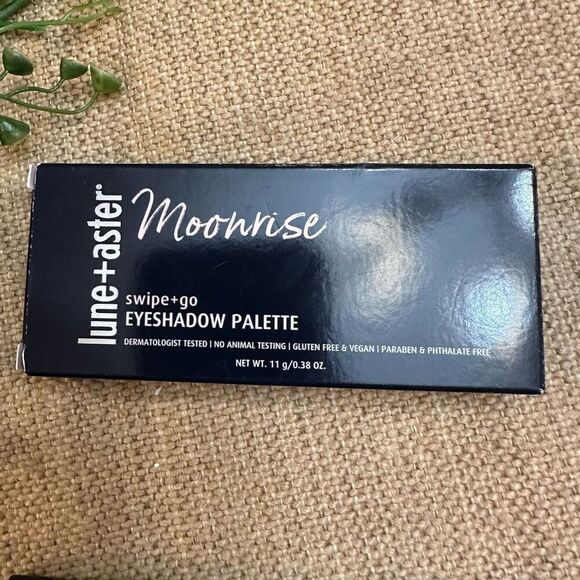 lune+aster®
Moonrise
swipe+go
EYESHADOW PALETTE
DERMATOLOGIST TESTED | NO ANIMAL TESTING | GLUTEN FREE & VEGAN | PARABEN & PHTHALATE FREE
NET WT. 11 g/0.38 OZ.